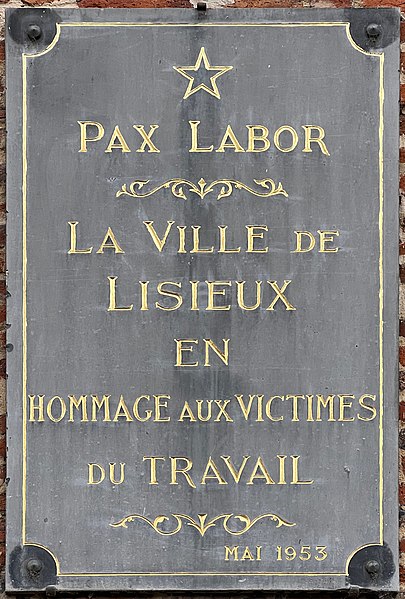 PAX LABOR
LA VILLE DE
LISIEUX
EN
HOMMAGE AUX VICTIMES
DU TRAVAIL
MAI 1953